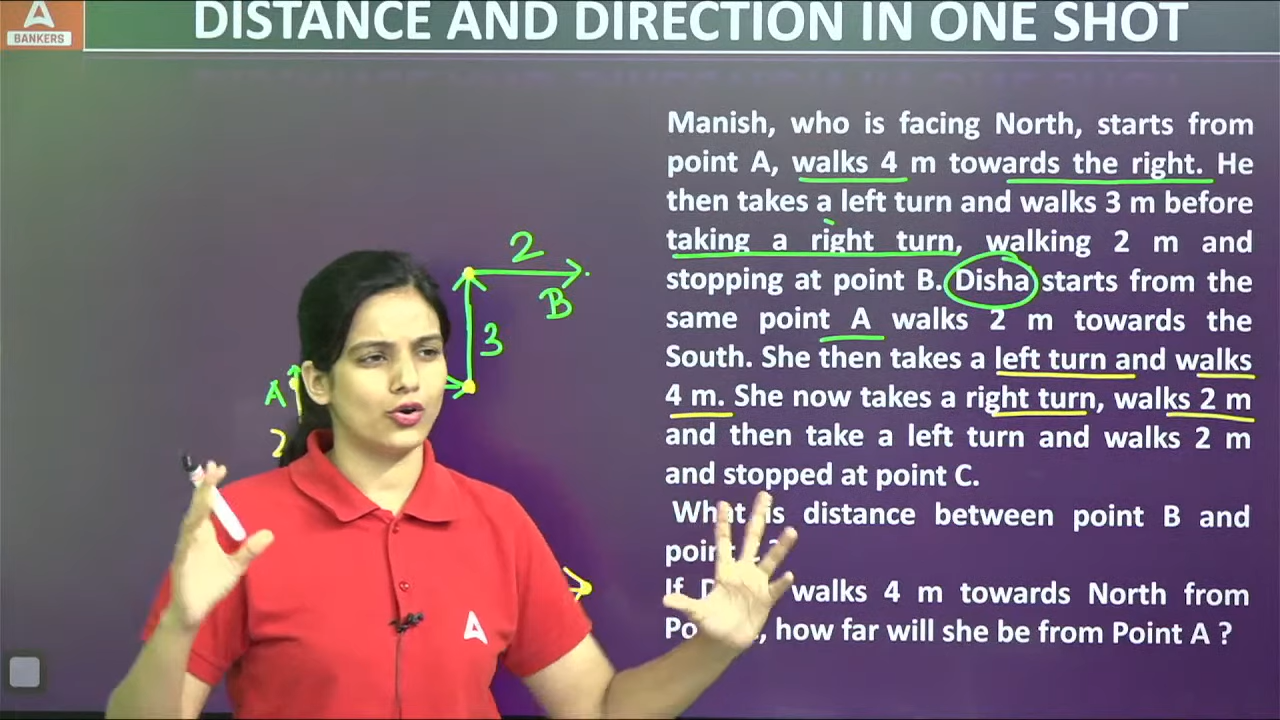 A
BANKERS
DISTANCE AND DIRECTION IN ONE SHOT
Manish, who is facing North, starts from
point A, walks 4 m towards the right. He
then takes a left turn and walks 3 m before
taking a right turn, walking 2 m and
stopping at point B. Disha starts from the
same point A walks 2 m towards the
South. She then takes a left turn and walks
4 m. She now takes a right turn, walks 2 m
and then take a left turn and walks 2 m
and stopped at point C.
What is distance between point B and
point
If walks 4 m towards North from
how far will she be from Point A ?
2
B
3
A
2